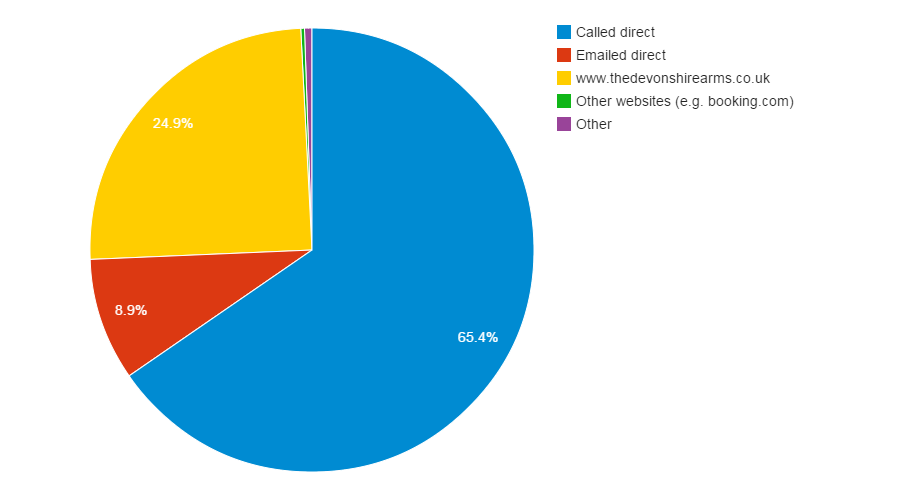 Called direct
Emailed direct
www.thedevonshirearms.co.uk
Other websites (e.g. booking.com)
Other
24.9%
8.9%
65.4%